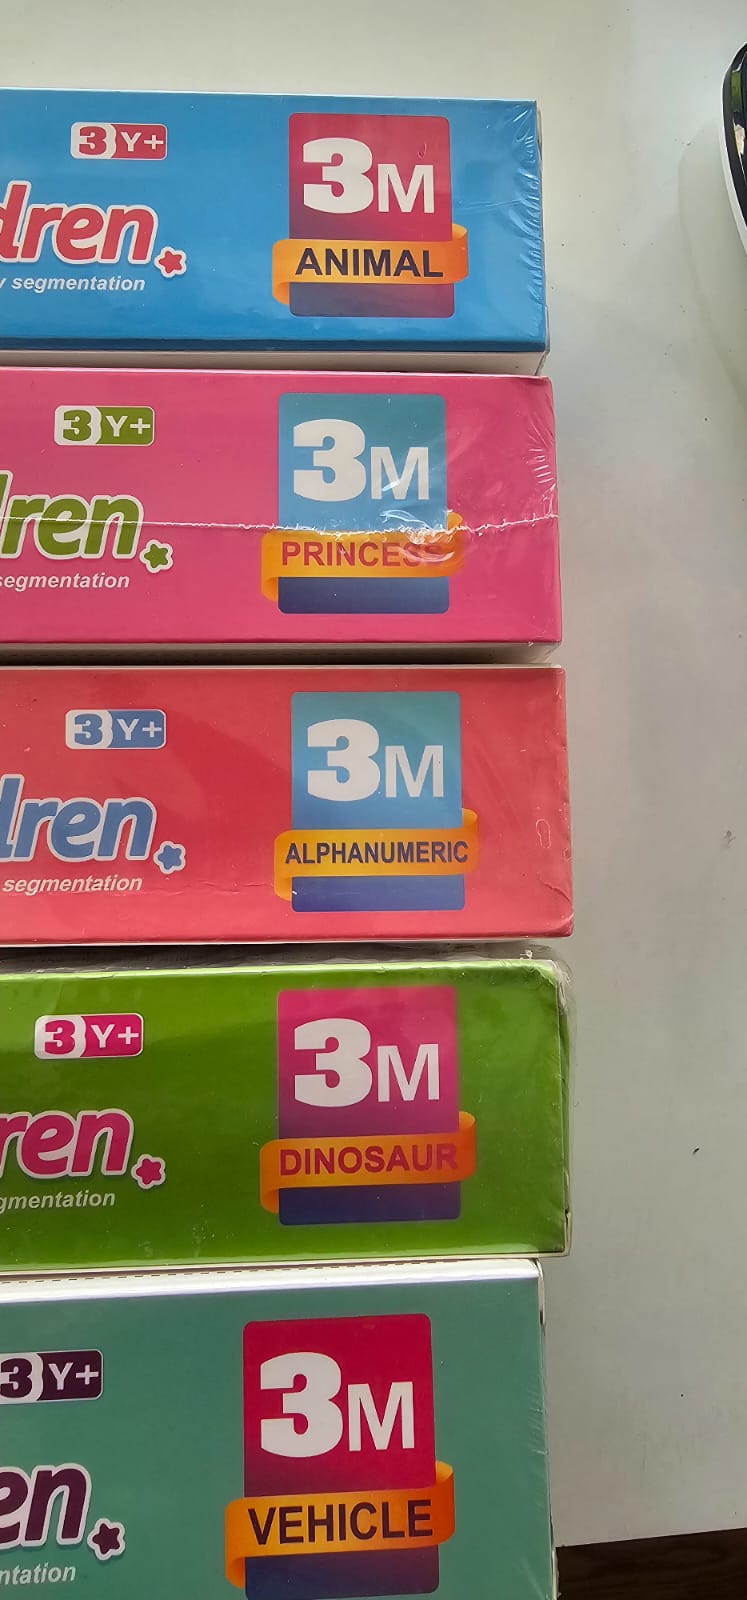 3Y+
3M
dren
ANIMAL
segmentation
3Y+
3M
ren
PRINCESS
segmentation
3Y+
3M
dren
ALPHANUMERIC
segmentation
3Y+
3M
ren
DINOSAUR
gmentation
3Y+
3M
en
VEHICLE
ntation